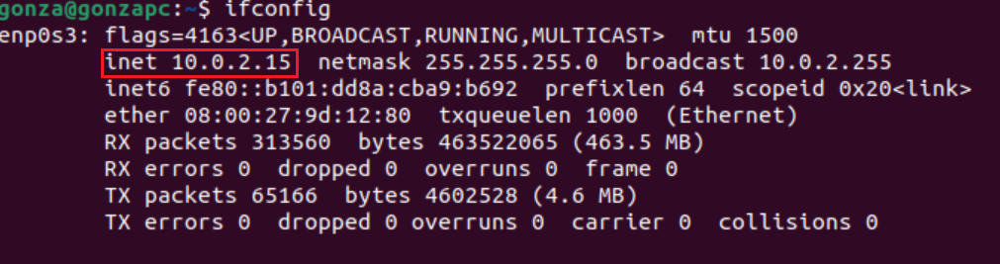 gonza@gonzapc:~$ ifconfig
enp0s3: flags=4163<UP,BROADCAST,RUNNING,MULTICAST>  mtu 1500
        inet 10.0.2.15  netmask 255.255.255.0  broadcast 10.0.2.255
        inet6 fe80::b101:dd8a:cba9:b692  prefixlen 64  scopeid 0x20<link>
        ether 08:00:27:9d:12:80  txqueuelen 1000  (Ethernet)
        RX packets 313560  bytes 463522065 (463.5 MB)
        RX errors 0  dropped 0  overruns 0  frame 0
        TX packets 65166  bytes 4602528 (4.6 MB)
        TX errors 0  dropped 0 overruns 0  carrier 0  collisions 0